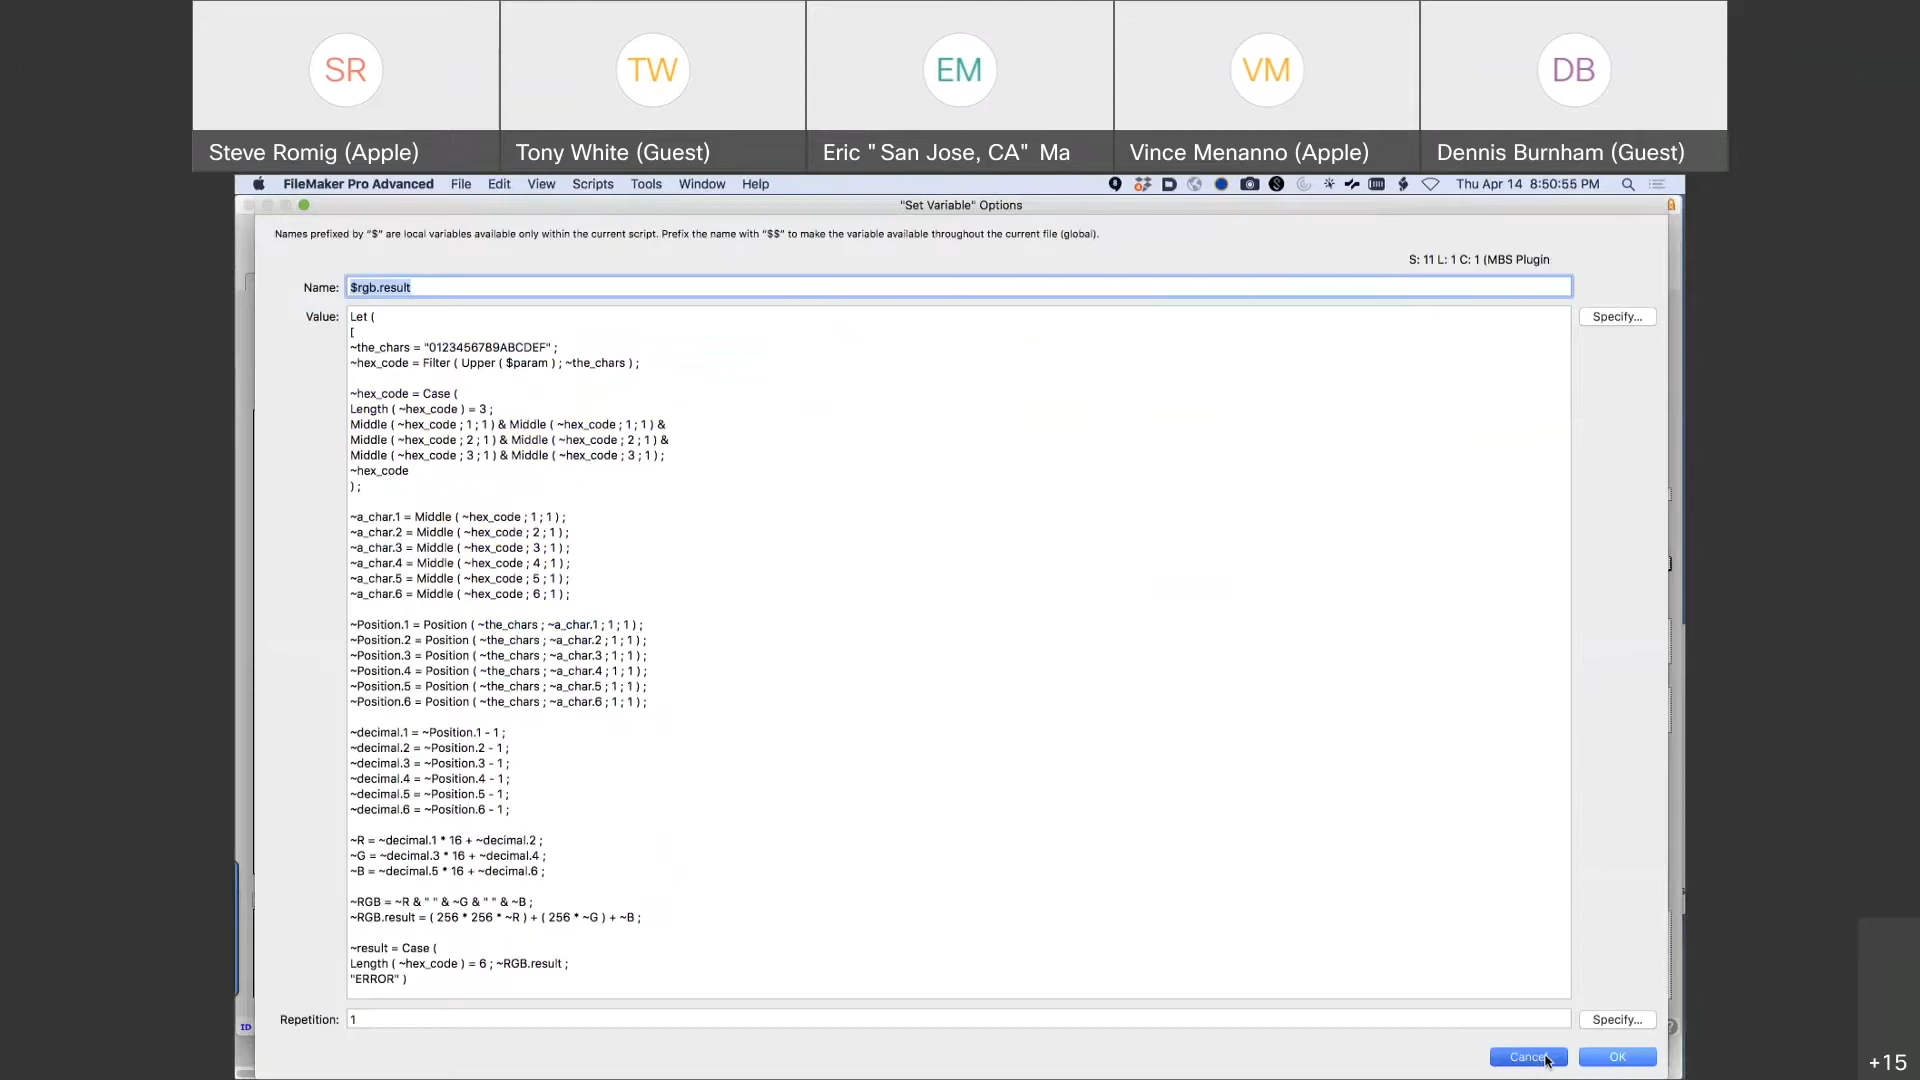 SR
TW
EM
VM
DB
Steve Romig (Apple)
Tony White (Guest)
Eric "San Jose, CA" Ma
Vince Menanno (Apple)
Dennis Burnham (Guest)
FileMaker Pro Advanced File Edit View Scripts Tools Window Help Thu Apr 14 8:50:55 PM
"Set Variable" Options
Names prefixed by "$" are local variables available only within the current script. Prefix the name with "$$" to make the variable available throughout the current file (global).
S: 11 L: 1 C: 1 (MBS Plugin
Name: $rgb.result
Value: Let (
Specify...
[
~the_chars = "0123456789ABCDEF" ;
~hex_code = Filter ( Upper ( $param ) ; ~the_chars ) ;
~hex_code = Case (
Length ( ~hex_code ) = 3 ;
Middle ( ~hex_code ; 1 ; 1 ) & Middle ( ~hex_code ; 1 ; 1 ) &
Middle ( ~hex_code ; 2 ; 1 ) & Middle ( ~hex_code ; 2 ; 1 ) &
Middle ( ~hex_code ; 3 ; 1 ) & Middle ( ~hex_code ; 3 ; 1 ) ;
~hex_code
) ;
~a_char.1 = Middle ( ~hex_code ; 1 ; 1 ) ;
~a_char.2 = Middle ( ~hex_code ; 2 ; 1 ) ;
~a_char.3 = Middle ( ~hex_code ; 3 ; 1 ) ;
~a_char.4 = Middle ( ~hex_code ; 4 ; 1 ) ;
~a_char.5 = Middle ( ~hex_code ; 5 ; 1 ) ;
~a_char.6 = Middle ( ~hex_code ; 6 ; 1 ) ;
~Position.1 = Position ( ~the_chars ; ~a_char.1 ; 1 ; 1 ) ;
~Position.2 = Position ( ~the_chars ; ~a_char.2 ; 1 ; 1 ) ;
~Position.3 = Position ( ~the_chars ; ~a_char.3 ; 1 ; 1 ) ;
~Position.4 = Position ( ~the_chars ; ~a_char.4 ; 1 ; 1 ) ;
~Position.5 = Position ( ~the_chars ; ~a_char.5 ; 1 ; 1 ) ;
~Position.6 = Position ( ~the_chars ; ~a_char.6 ; 1 ; 1 ) ;
~decimal.1 = ~Position.1 - 1 ;
~decimal.2 = ~Position.2 - 1 ;
~decimal.3 = ~Position.3 - 1 ;
~decimal.4 = ~Position.4 - 1 ;
~decimal.5 = ~Position.5 - 1 ;
~decimal.6 = ~Position.6 - 1 ;
~R = ~decimal.1 * 16 + ~decimal.2 ;
~G = ~decimal.3 * 16 + ~decimal.4 ;
~B = ~decimal.5 * 16 + ~decimal.6 ;
~RGB = ~R & " " & ~G & " " & ~B ;
~RGB.result = ( 256 * 256 * ~R ) + ( 256 * ~G ) + ~B ;
~result = Case (
Length ( ~hex_code ) = 6 ; ~RGB.result ;
"ERROR" )
Repetition: 1
Specify...
ID
Cancel
OK
+15